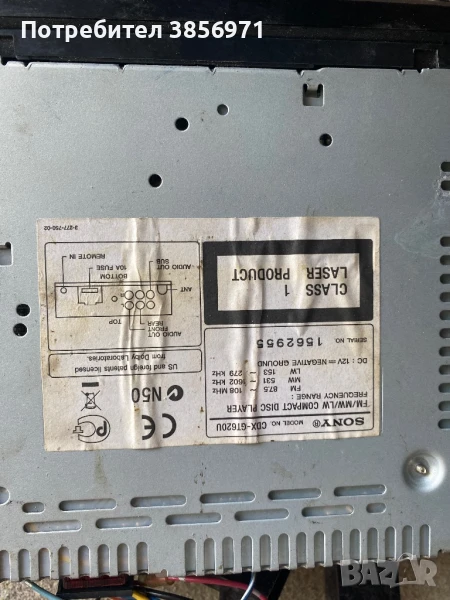 Потребител 3856971
SONY® MODEL NO. CDX-GT620U
FM/MW/LW COMPACT DISC PLAYER
FREQUENCY RANGE :
FM 87.5 ~ 108 MHz
MW 531 ~ 1602 kHz
LW 153 ~ 279 kHz
DC : 12V NEGATIVE GROUND
SERIAL NO. 1562955
CLASS 1
LASER PRODUCT
CE
N50
US and foreign patents licensed
from Dolby Laboratories.
TOP
AUDIO OUT
FRONT
REAR
ANT
AUDIO OUT
SUB
BOTTOM
10A FUSE
REMOTE IN
3-277-750-02
BAZAR